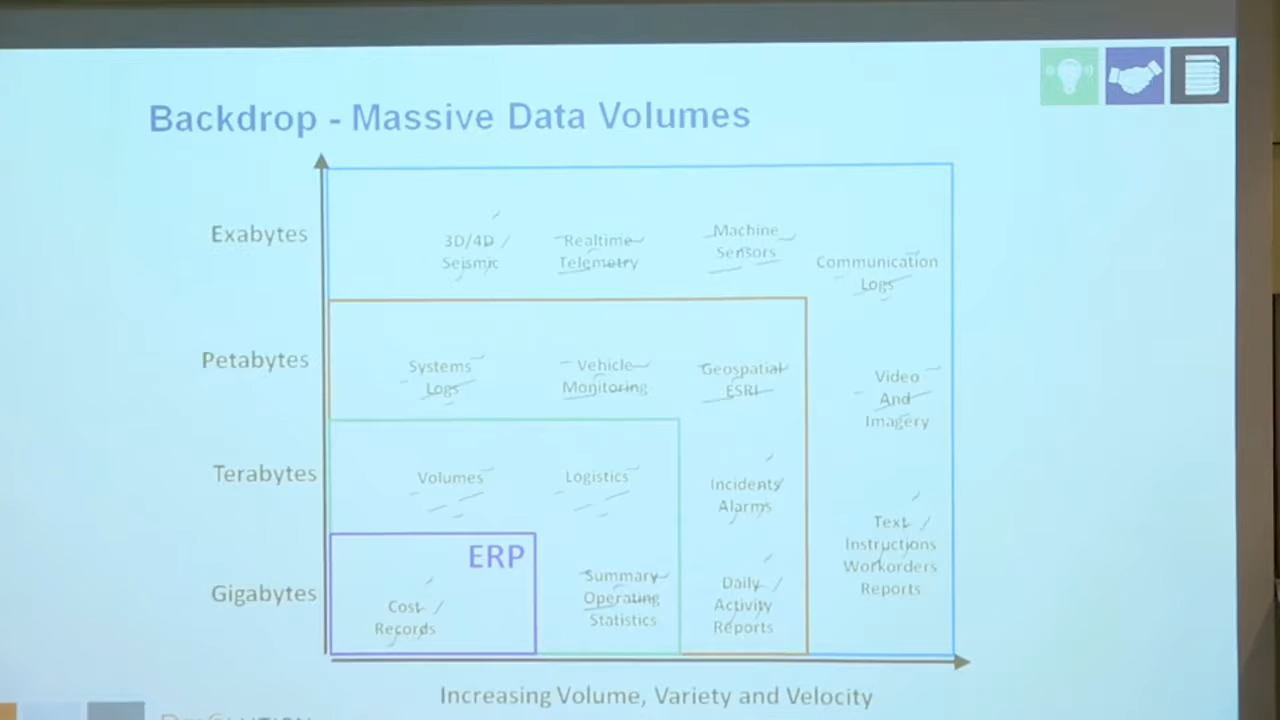 Backdrop - Massive Data Volumes
Exabytes
3D/4D
Seismic
Realtime
Telemetry
Machine
Sensors
Communication
Logs
Petabytes
Systems
Logs
Vehicle
Monitoring
Geospatial
ESRI
Video
And
Imagery
Terabytes
Volumes
Logistics
Incidents/
Alarms
Text
Instructions
Workorders
Reports
ERP
Gigabytes
Cost
Records
Summary
Operating
Statistics
Daily
Activity
Reports
Increasing Volume, Variety and Velocity